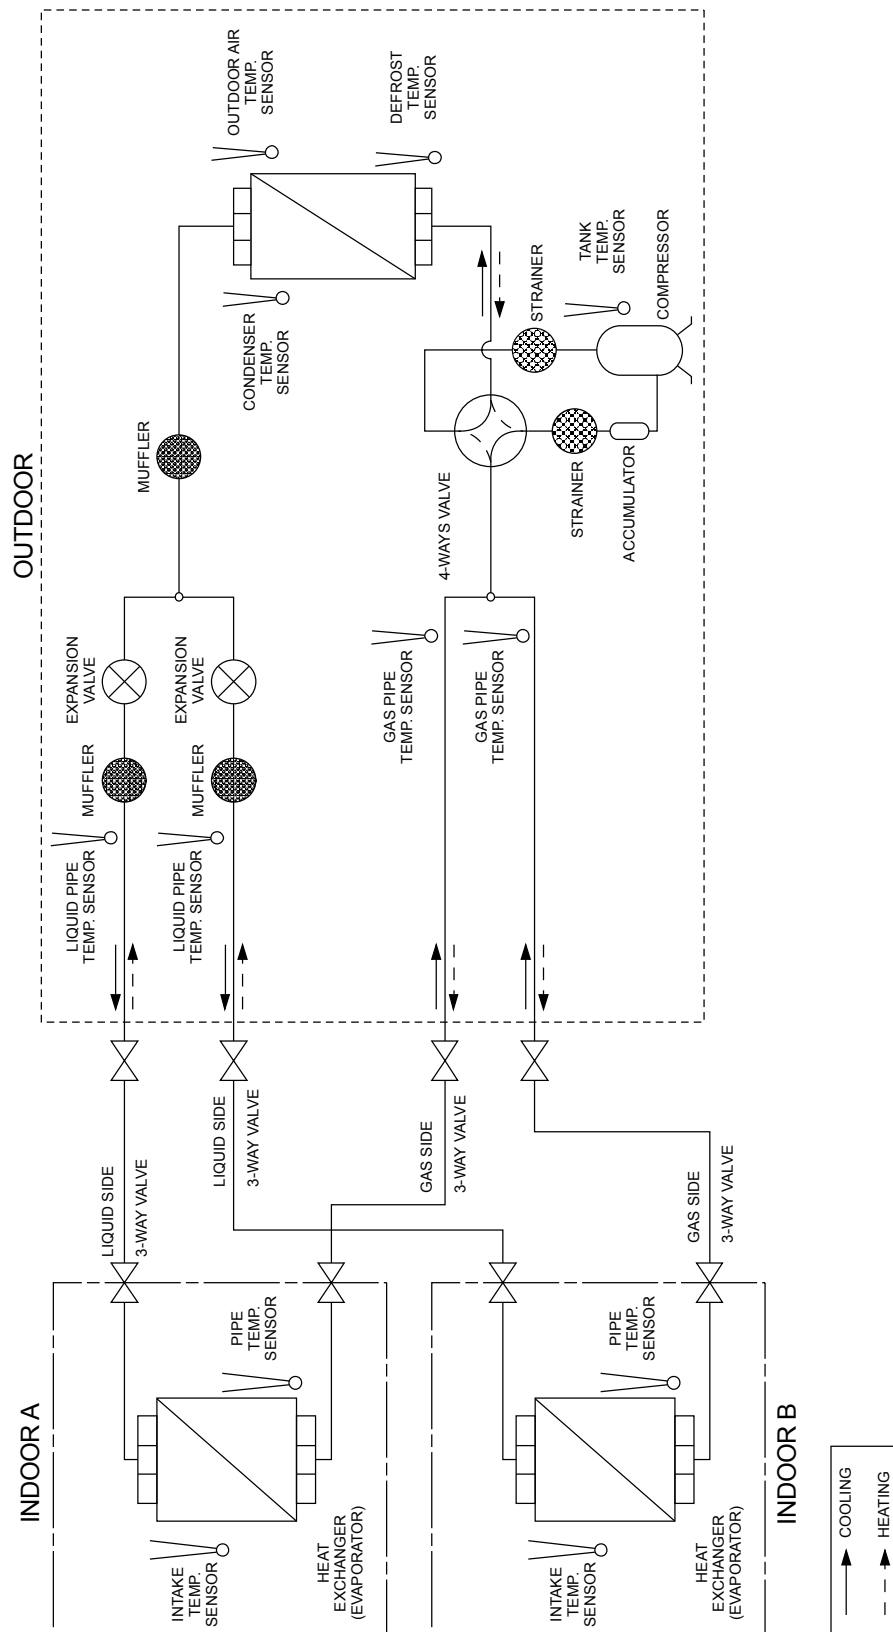 OUTDOOR
OUTDOOR AIR
TEMP.
SENSOR
DEFROST
TEMP.
SENSOR
CONDENSER
TEMP.
SENSOR
TANK
TEMP.
SENSOR
STRAINER
COMPRESSOR
MUFFLER
4-WAYS VALVE
STRAINER
ACCUMULATOR
EXPANSION
VALVE
EXPANSION
VALVE
GAS PIPE
TEMP. SENSOR
GAS PIPE
TEMP. SENSOR
MUFFLER
MUFFLER
LIQUID PIPE
TEMP. SENSOR
LIQUID PIPE
TEMP. SENSOR
LIQUID SIDE
3-WAY VALVE
LIQUID SIDE
3-WAY VALVE
GAS SIDE
3-WAY VALVE
GAS SIDE
3-WAY VALVE
INDOOR A
PIPE
TEMP.
SENSOR
INTAKE
TEMP.
SENSOR
HEAT
EXCHANGER
(EVAPORATOR)
INDOOR B
PIPE
TEMP.
SENSOR
INTAKE
TEMP.
SENSOR
HEAT
EXCHANGER
(EVAPORATOR)
COOLING
HEATING